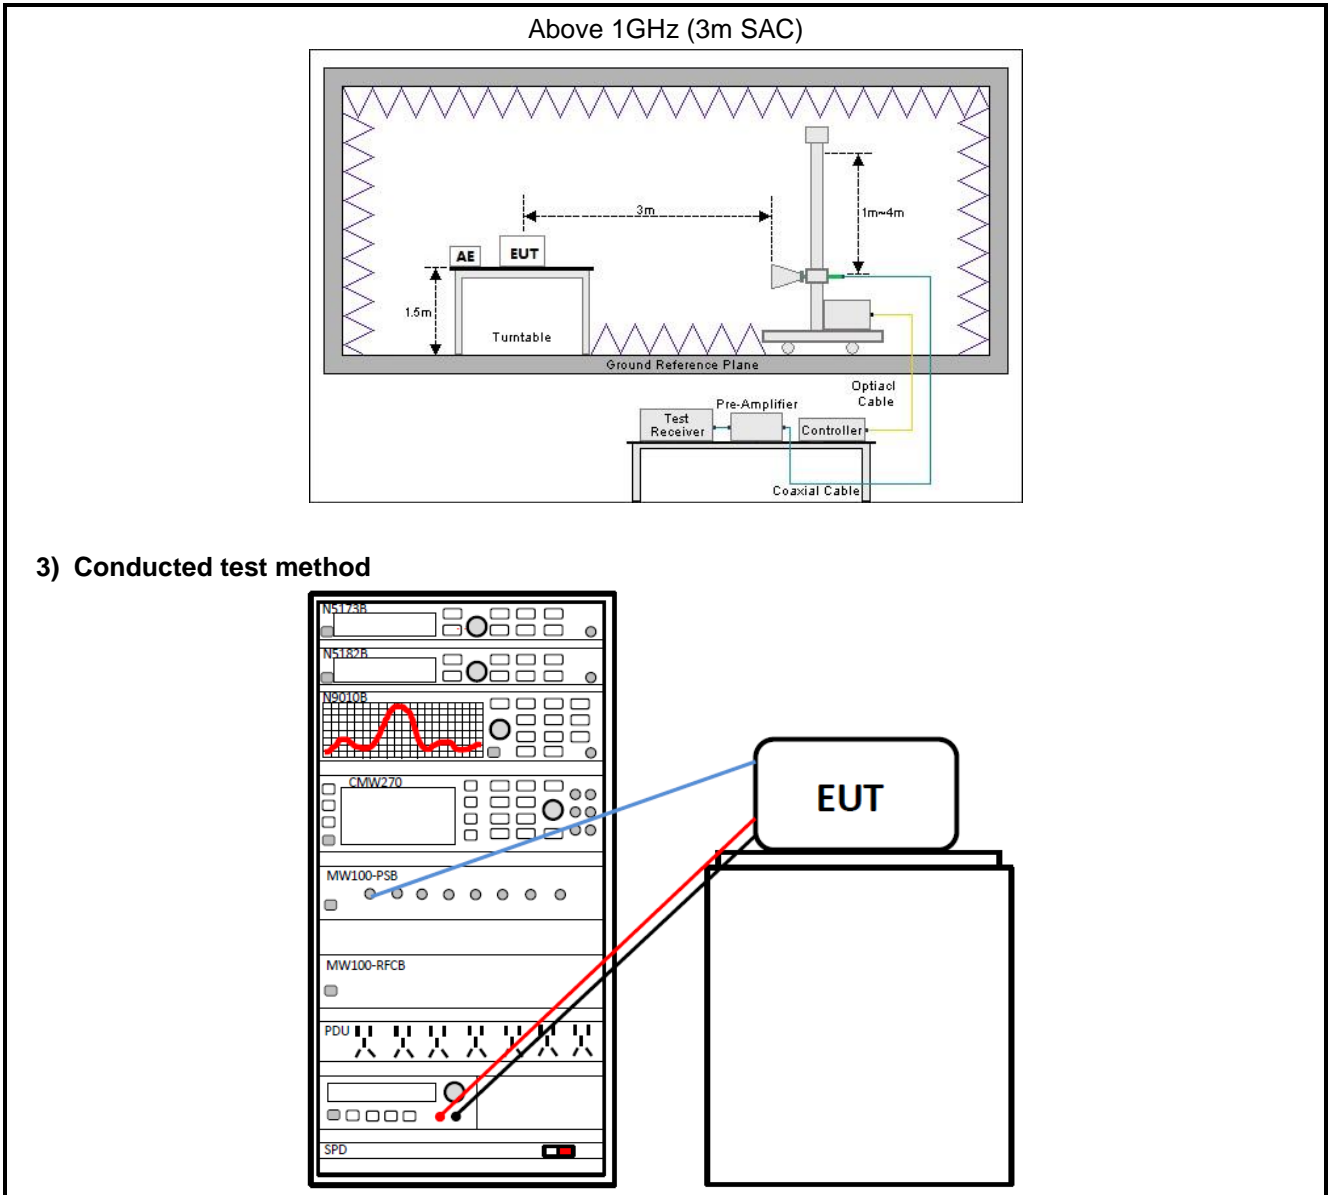 Above 1GHz (3m SAC)
3m
1m~4m
AE
EUT
1.5m
Turntable
Ground Reference Plane
Optiacl
Cable
Pre-Amplifier
Test
Receiver
Controller
Coaxial Cable
3) Conducted test method
N5173B
N5182B
N9010B
CMW270
EUT
MW100-PSB
MW100-RFCB
PDU
SPD